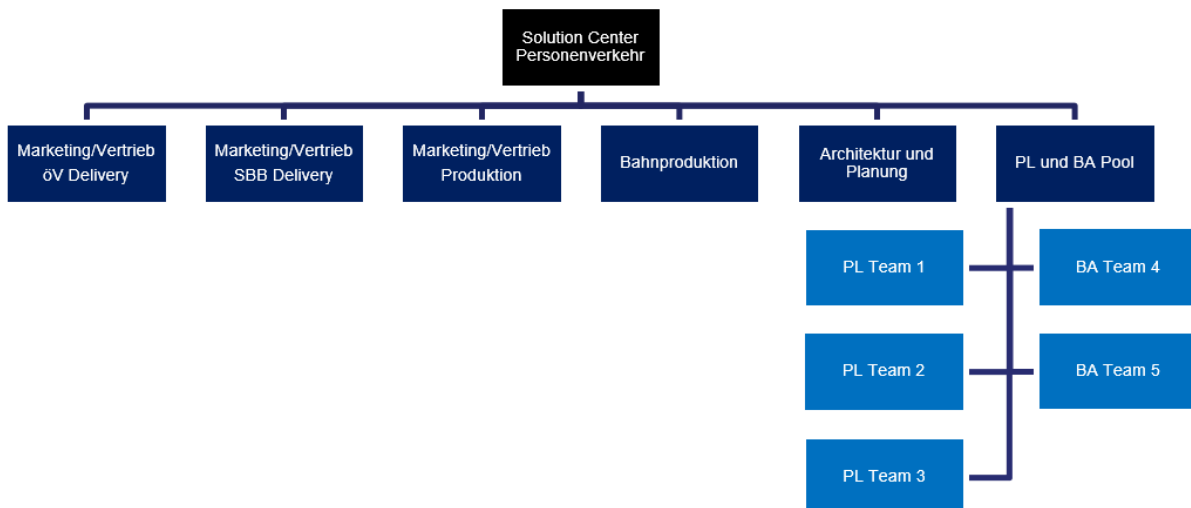 Solution Center
Personenverkehr
Marketing/Vertrieb
öV Delivery
Marketing/Vertrieb
SBB Delivery
Marketing/Vertrieb
Produktion
Bahnproduktion
Architektur und
Planung
PL und BA Pool
PL Team 1
BA Team 4
PL Team 2
BA Team 5
PL Team 3